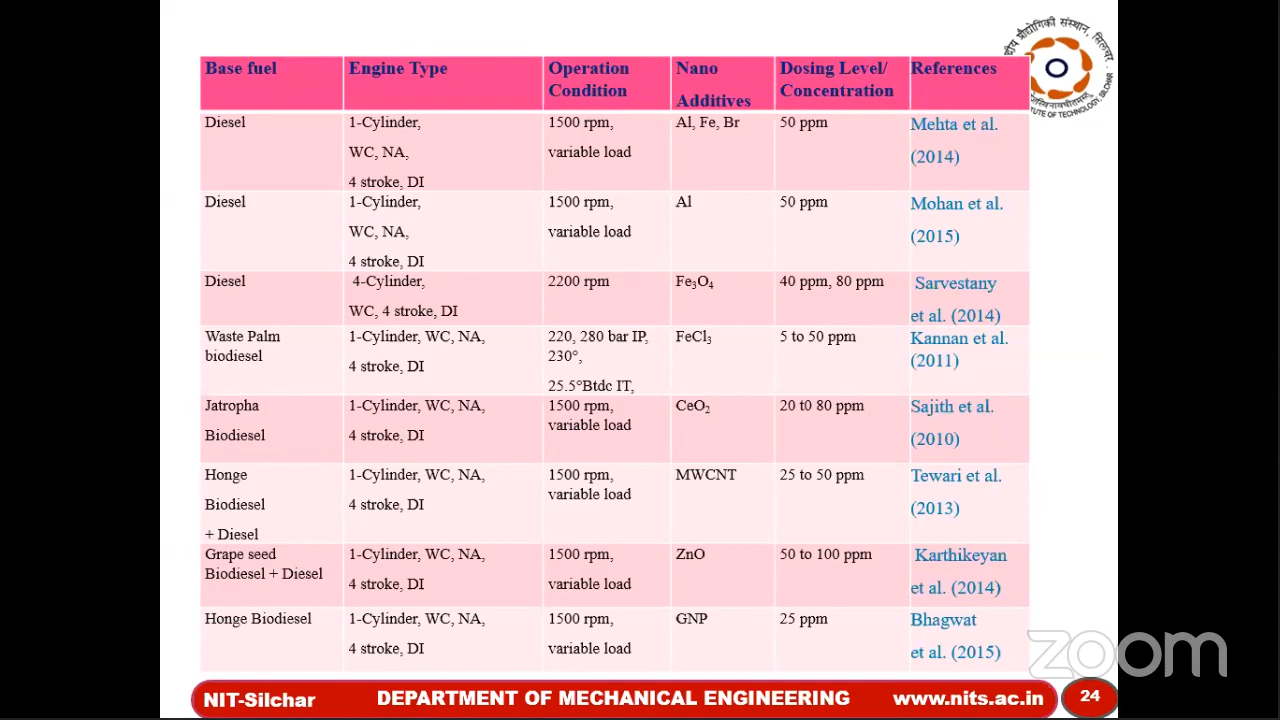 राष्ट्रीय प्रौद्योगिकी संस्थान, सिलचर
Base fuel
Engine Type
Operation
Condition
Nano
Additives
Dosing Level/
Concentration
References
Diesel
1-Cylinder,
WC, NA,
4 stroke, DI
1500 rpm,
variable load
Al, Fe, Br
50 ppm
Mehta et al.
(2014)
Diesel
1-Cylinder,
WC, NA,
4 stroke, DI
1500 rpm,
variable load
Al
50 ppm
Mohan et al.
(2015)
Diesel
4-Cylinder,
WC, 4 stroke, DI
2200 rpm
Fe₃O₄
40 ppm, 80 ppm
Sarvestany
et al. (2014)
Waste Palm
biodiesel
1-Cylinder, WC, NA,
4 stroke, DI
220, 280 bar IP,
230°,
25.5°Btdc IT,
FeCl₃
5 to 50 ppm
Kannan et al.
(2011)
Jatropha
Biodiesel
1-Cylinder, WC, NA,
4 stroke, DI
1500 rpm,
variable load
CeO₂
20 t0 80 ppm
Sajith et al.
(2010)
Honge
Biodiesel
+ Diesel
1-Cylinder, WC, NA,
4 stroke, DI
1500 rpm,
variable load
MWCNT
25 to 50 ppm
Tewari et al.
(2013)
Grape seed
Biodiesel + Diesel
1-Cylinder, WC, NA,
4 stroke, DI
1500 rpm,
variable load
ZnO
50 to 100 ppm
Karthikeyan
et al. (2014)
Honge Biodiesel
1-Cylinder, WC, NA,
4 stroke, DI
1500 rpm,
variable load
GNP
25 ppm
Bhagwat
et al. (2015)
zoom
NIT-Silchar
DEPARTMENT OF MECHANICAL ENGINEERING
www.nits.ac.in
24